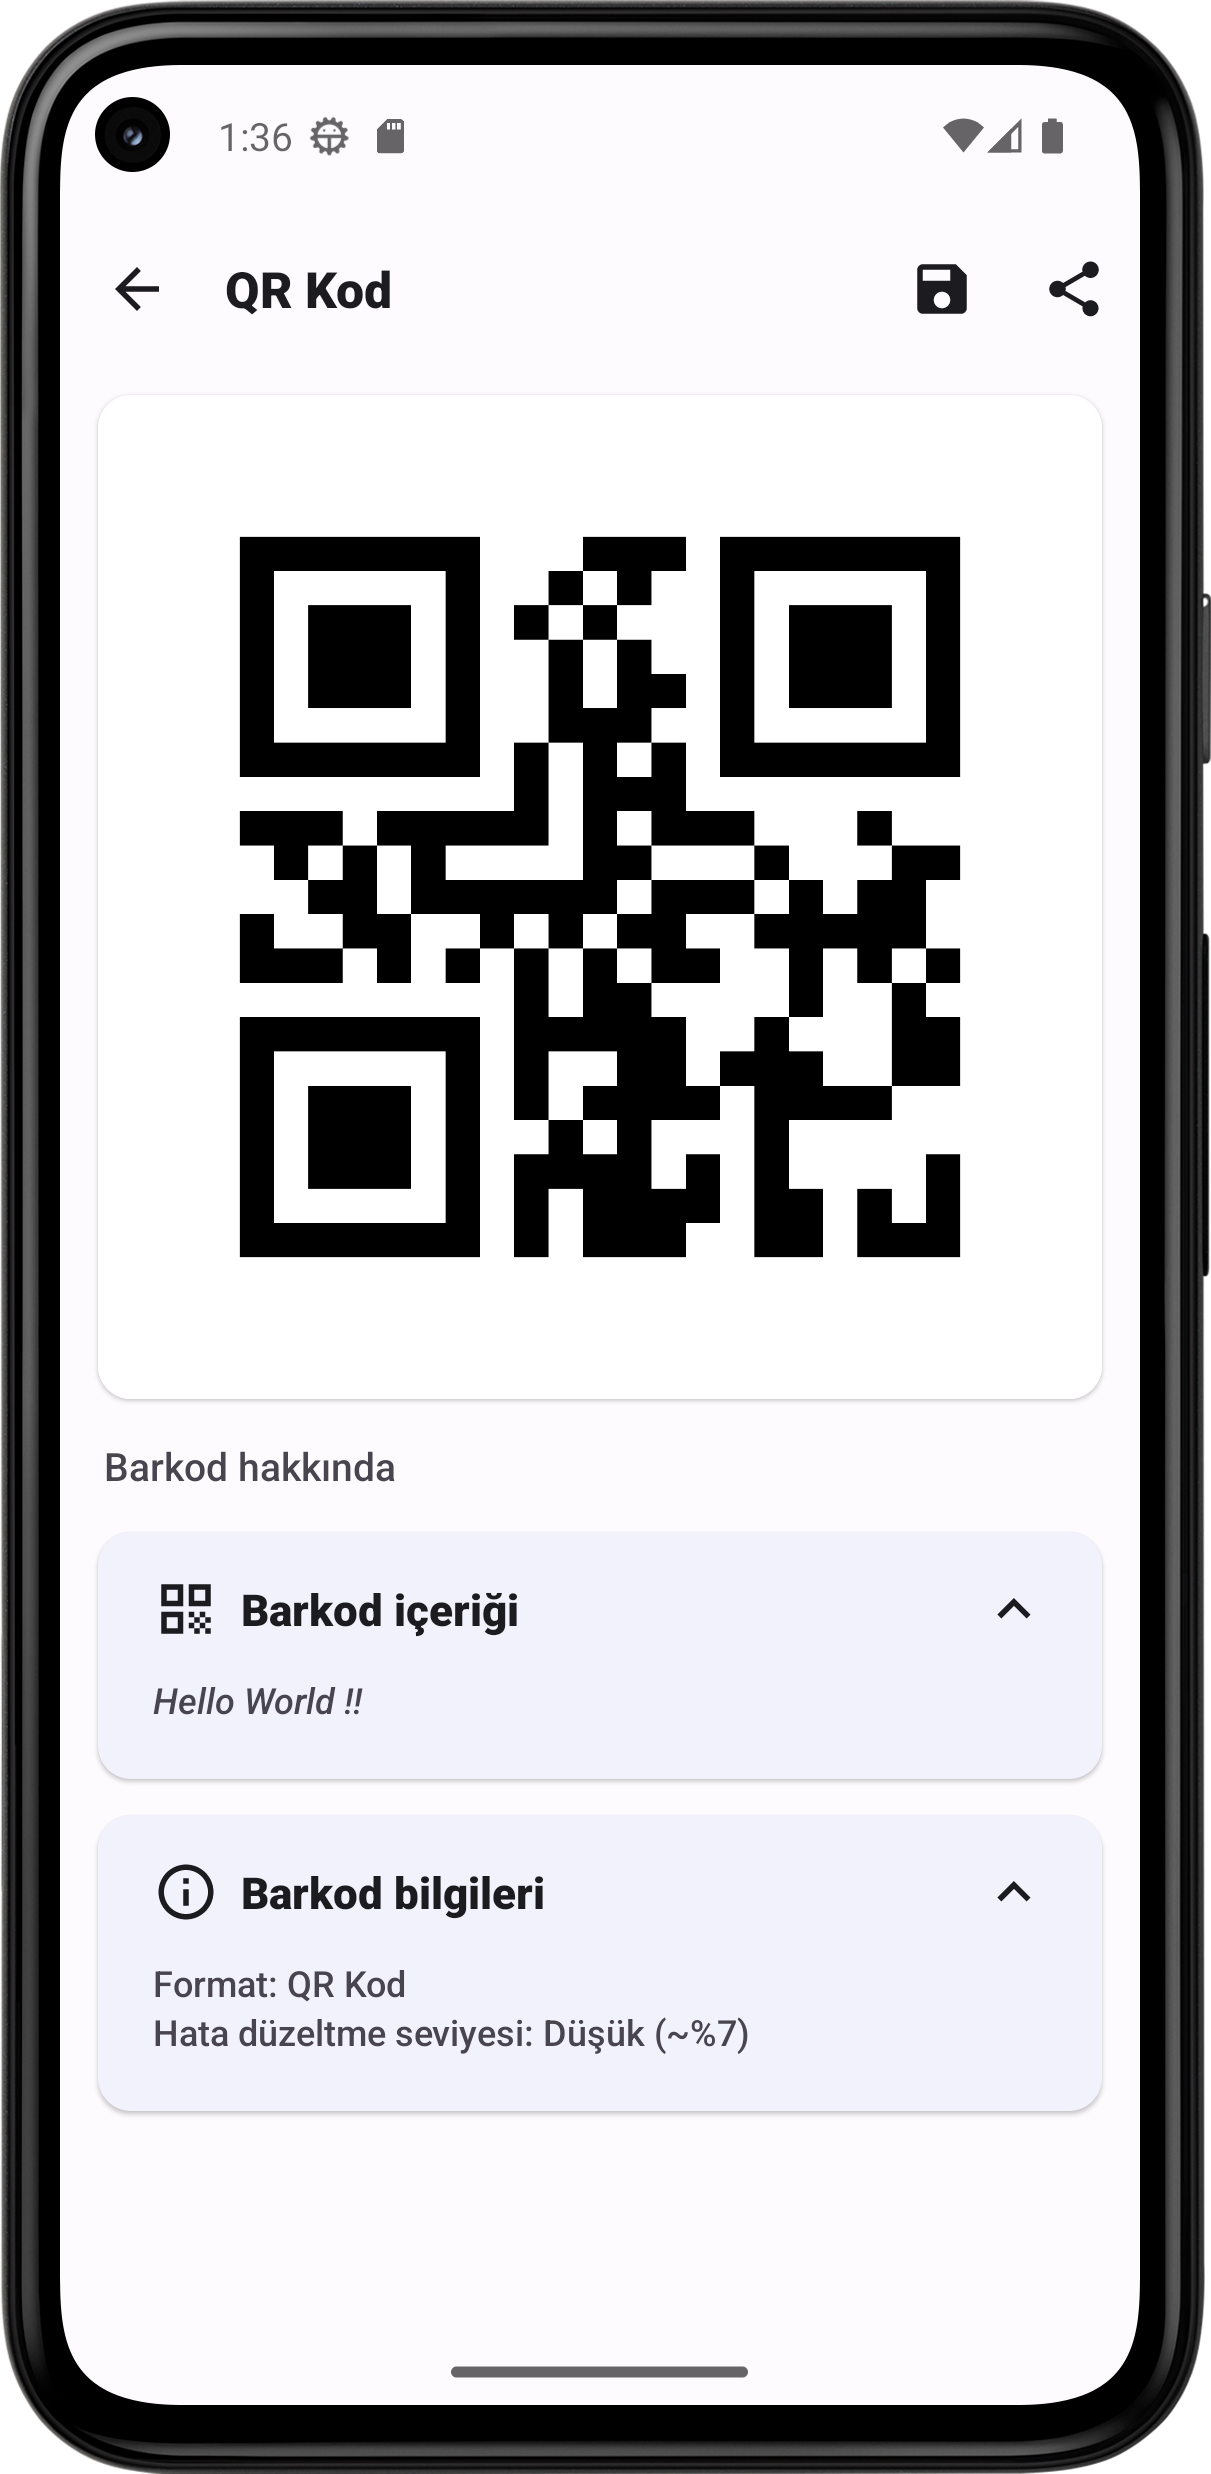 1:36
QR Kod
Barkod hakkında
Barkod içeriği
Hello World !!
Barkod bilgileri
Format: QR Kod
Hata düzeltme seviyesi: Düşük (~%7)